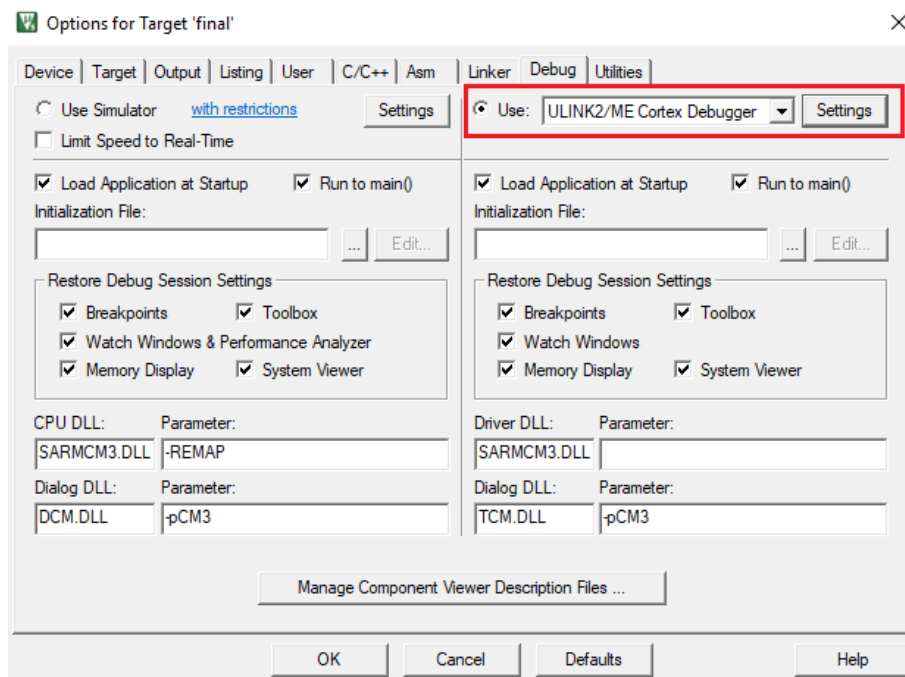 Options for Target 'final'
Device Target Output Listing User C/C++ Asm Linker Debug Utilities
Use Simulator with restrictions Settings
Limit Speed to Real-Time
Use: ULINK2/ME Cortex Debugger Settings
Load Application at Startup Run to main()
Initialization File:
... Edit...
Restore Debug Session Settings
Breakpoints Toolbox
Watch Windows & Performance Analyzer
Memory Display System Viewer
CPU DLL: Parameter:
SARMCM3.DLL -REMAP
Dialog DLL: Parameter:
DCM.DLL -pCM3
Load Application at Startup Run to main()
Initialization File:
... Edit...
Restore Debug Session Settings
Breakpoints Toolbox
Watch Windows
Memory Display System Viewer
Driver DLL: Parameter:
SARMCM3.DLL
Dialog DLL: Parameter:
TCM.DLL -pCM3
Manage Component Viewer Description Files ...
OK Cancel Defaults Help